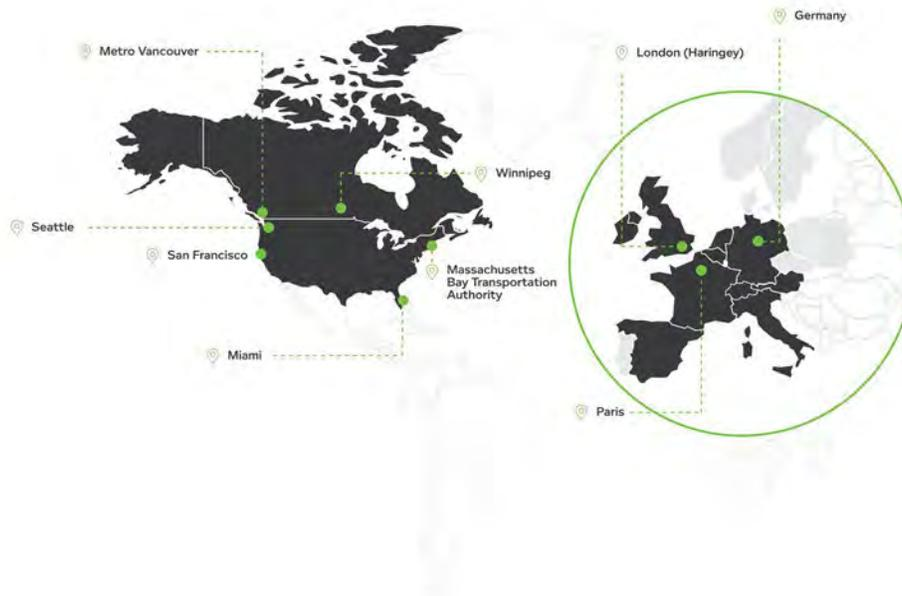 Germany
Metro Vancouver
London (Haringey)
Winnipeg
Seattle
San Francisco
Massachusetts
Bay Transportation
Authority
Miami
Paris